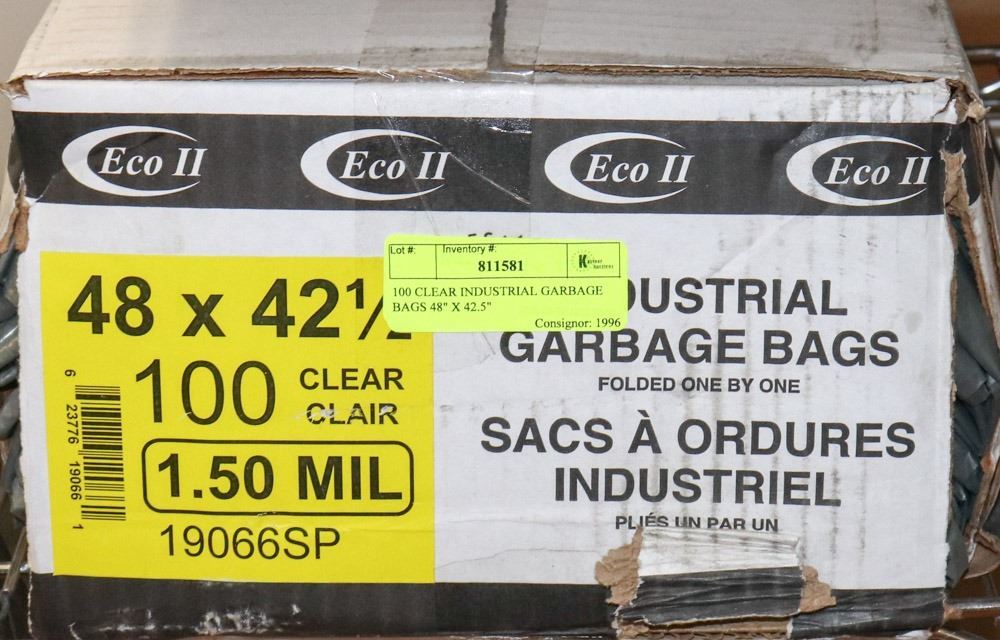 Eco II Eco II Eco II Eco II
Lot #: Inventory #:
811581
100 CLEAR INDUSTRIAL GARBAGE
BAGS 48" X 42.5"
Consignor: 1996
48 x 42½
100 CLEAR
CLAIR
1.50 MIL
19066SP
6 23776 19066 1
DUSTRIAL
GARBAGE BAGS
FOLDED ONE BY ONE
SACS À ORDURES
INDUSTRIEL
PLIÉS UN PAR UN